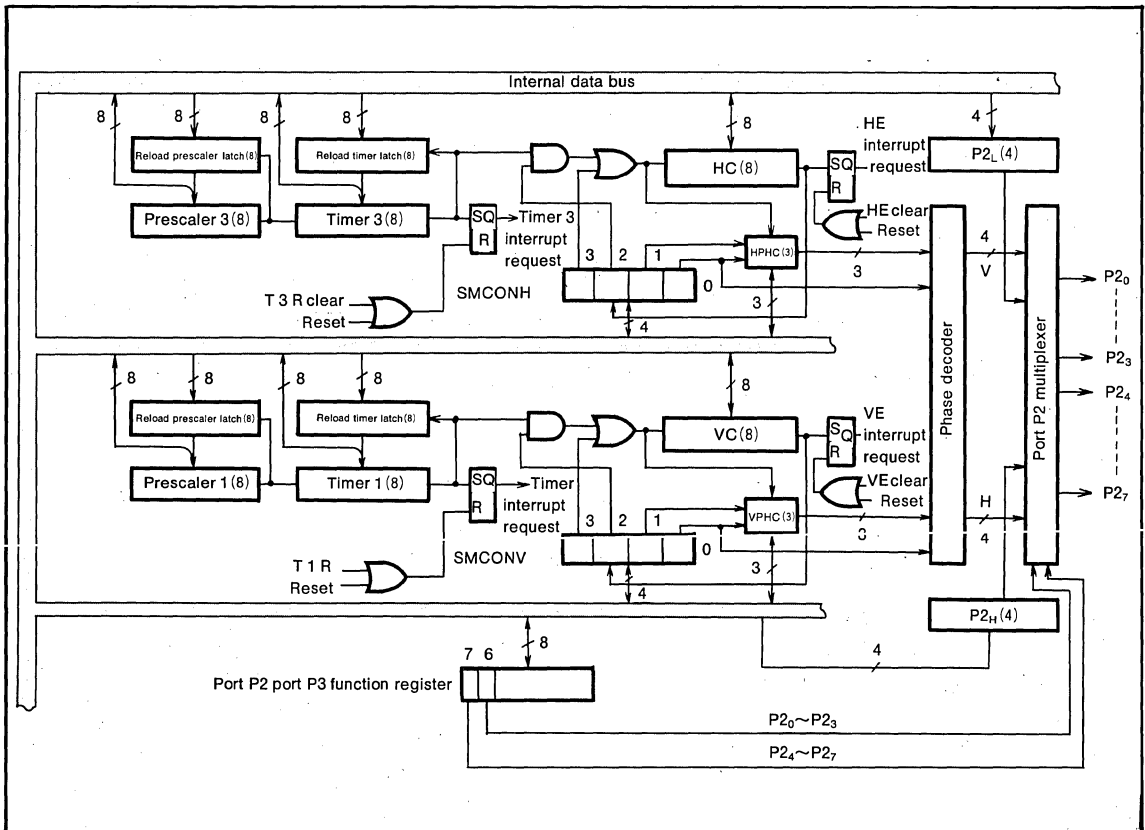 Internal data bus
8 8 8 8 8 4
Reload prescaler latch(8)
Reload timer latch(8)
HC(8)
SQ
R
HE
interrupt
request
P2L(4)
Prescaler 3(8)
Timer 3(8)
SQ
R
Timer 3
interrupt
request
HE clear
Reset
3 2 1 0
HPHC(3)
3
4
V
P20
T 3 R clear
Reset
SMCONH
4
3
Phase decoder
Port P2 multiplexer
P23
P24
8 8 8 8 8
Reload prescaler latch(8)
Reload timer latch(8)
VC(8)
SQ
R
VE
interrupt
request
Prescaler 1(8)
Timer 1(8)
SQ
R
Timer
interrupt
request
VE clear
Reset
3 2 1 0
VPHC(3)
H
4
P27
T 1 R
Reset
SMCONV
4
3
P2H(4)
7 6
8
4
Port P2 port P3 function register
P20~P23
P24~P27